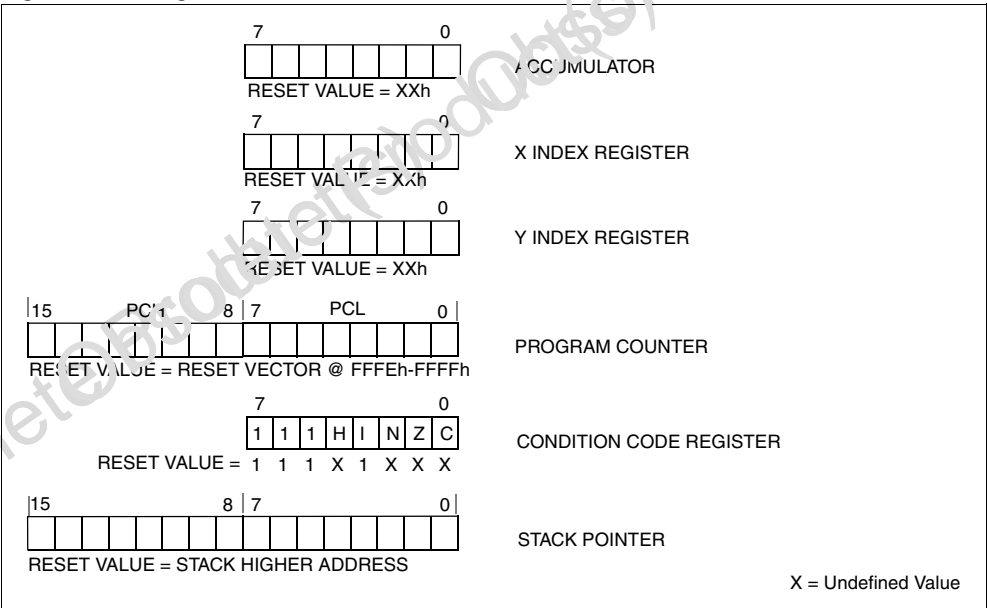 7 0
ACCUMULATOR
RESET VALUE = XXh
7 0
X INDEX REGISTER
RESET VALUE = XXh
7 0
Y INDEX REGISTER
RESET VALUE = XXh
15 PCH 8 7 PCL 0
PROGRAM COUNTER
RESET VALUE = RESET VECTOR @ FFFEh-FFFFh
7 0
1 1 1 H I N Z C
CONDITION CODE REGISTER
RESET VALUE = 1 1 1 X 1 X X X
15 8 7 0
STACK POINTER
RESET VALUE = STACK HIGHER ADDRESS
X = Undefined Value